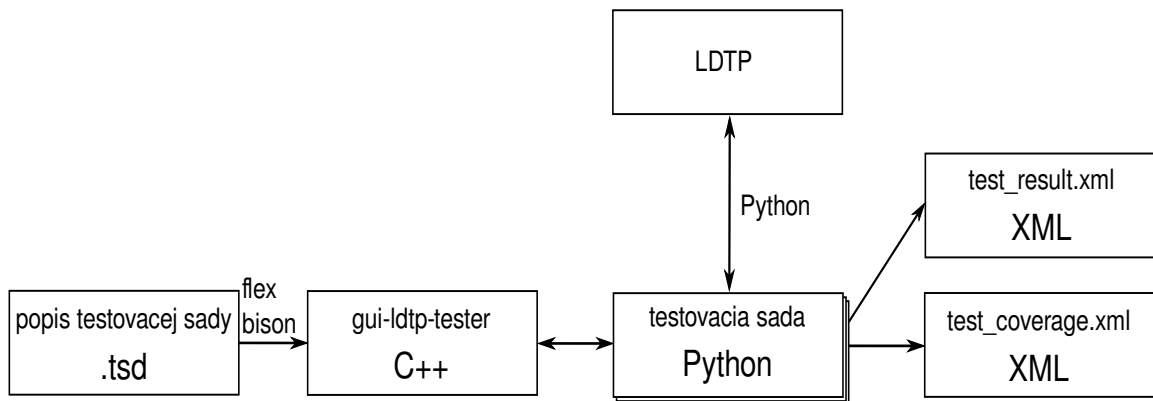 LDTP
Python
test_result.xml
XML
flex
bison
popis testovacej sady
.tsd
gui-ldtp-tester
C++
testovacia sada
Python
test_coverage.xml
XML